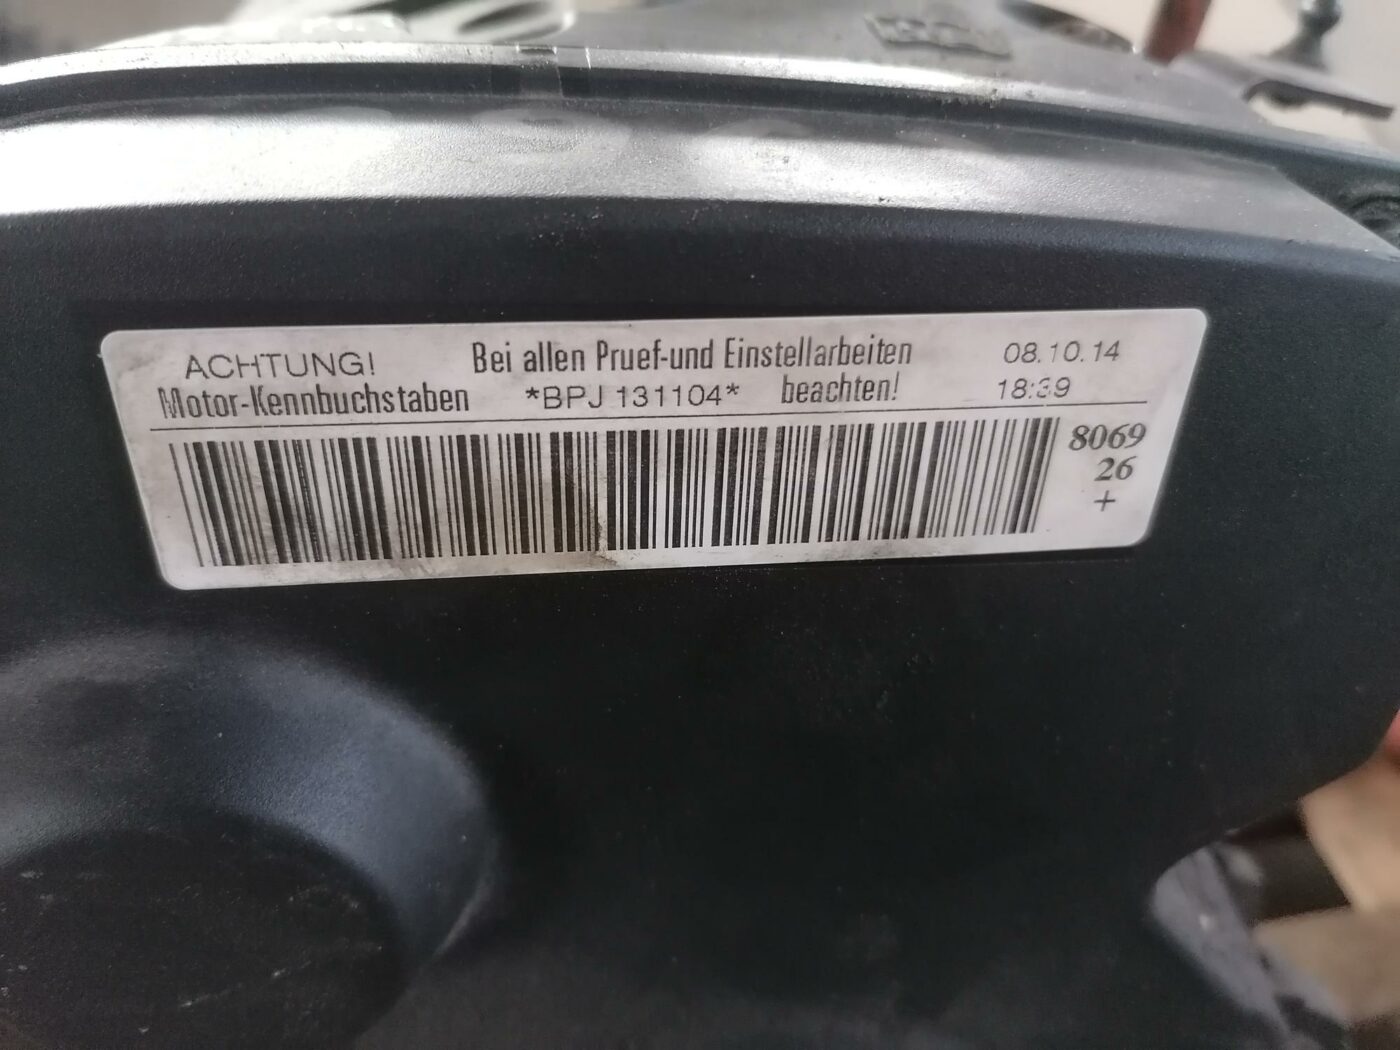 ACHTUNG! Bei allen Pruef-und Einstellarbeiten 08.10.14
Motor-Kennbuchstaben *BPJ 131104* beachten! 18:39
8069
26
+